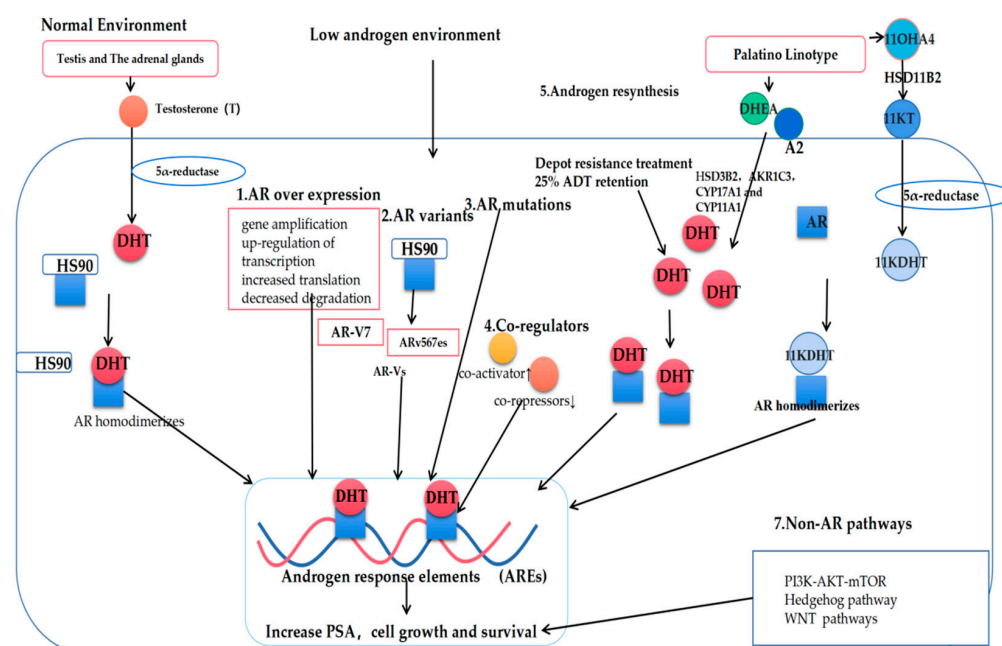 Normal Environment
Testis and The adrenal glands
Testosterone (T)
5α-reductase
DHT
HS90
HS90
DHT
AR homodimerizes
Low androgen environment
1.AR over expression
gene amplification
up-regulation of
transcription
increased translation
decreased degradation
2. AR variants
HS90
AR-V7
ARv567es
AR-Vs
3.AR mutations
4.Co-regulators
co-activator↑
co-repressors↓
5.Androgen resynthesis
Palatino Linotype
DHEA
A2
Depot resistance treatment
25% ADT retention
HSD3B2, AKR1C3,
CYP17A1 and
CYP11A1
DHT
DHT
DHT
DHT
DHT
11OHA4
HSD11B2
11KT
5α-reductase
AR
11KDHT
11KDHT
AR homodimerizes
DHT
DHT
Androgen response elements (AREs)
Increase PSA, cell growth and survival
7.Non-AR pathways
PI3K-AKT-mTOR
Hedgehog pathway
WNT pathways